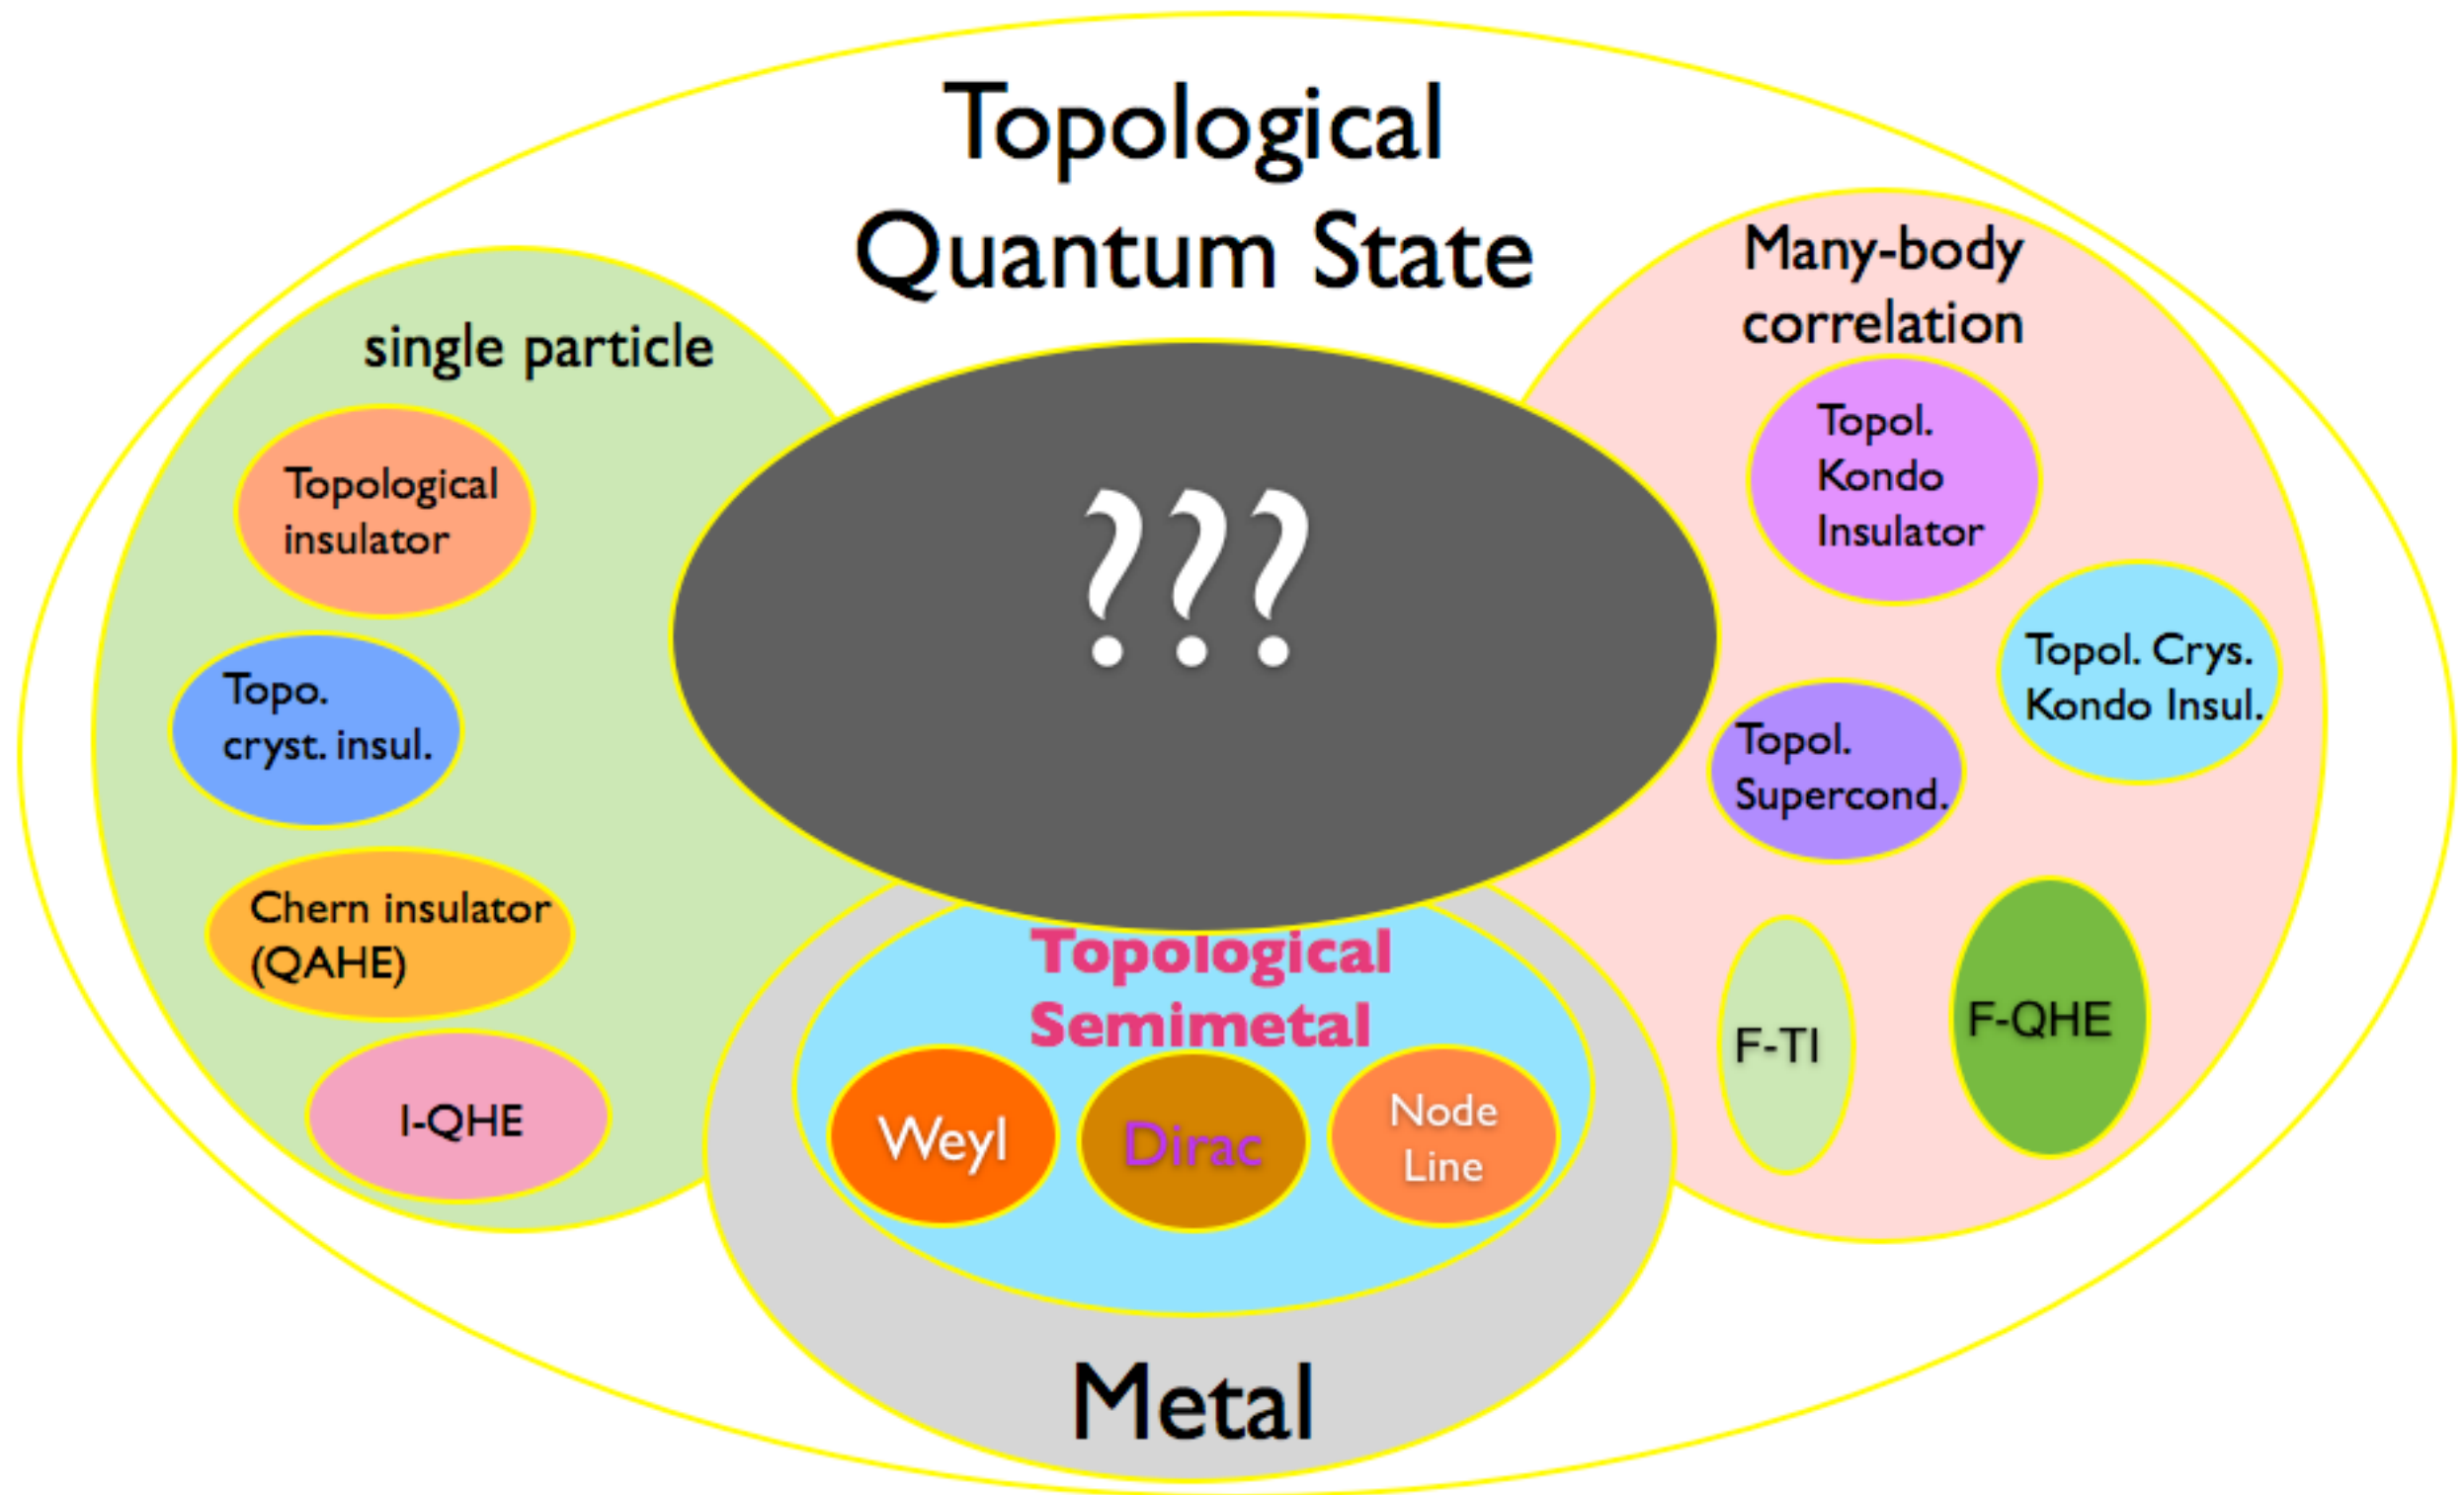 Topological
Quantum State
single particle
Topological
insulator
Topo.
cryst. insul.
Chern insulator
(QAHE)
I-QHE
???
Many-body
correlation
Topol.
Kondo
Insulator
Topol. Crys.
Kondo Insul.
Topol.
Supercond.
F-TI
F-QHE
Topological
Semimetal
Weyl
Dirac
Node
Line
Metal